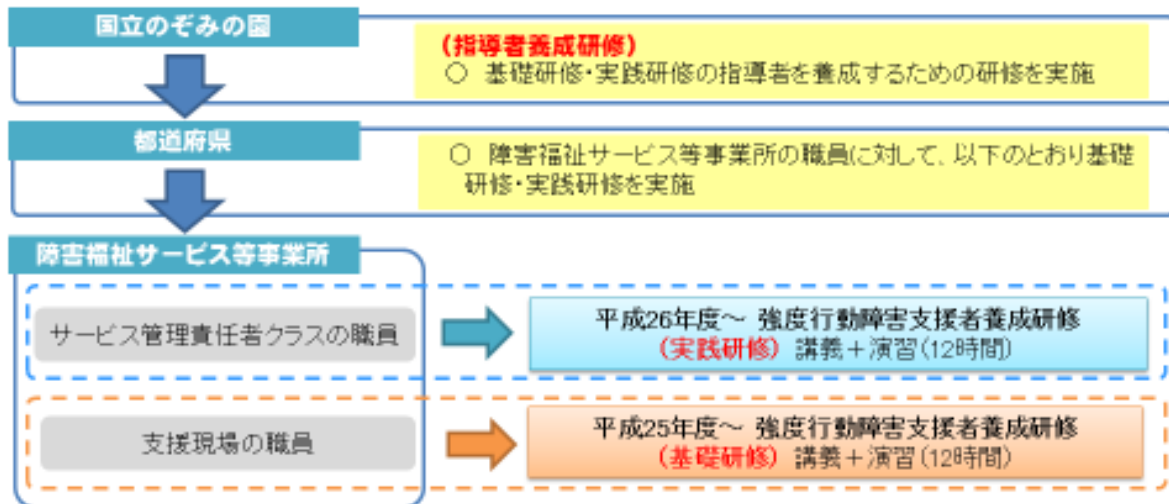 国立のぞみの園
(指導者養成研修)
○ 基礎研修・実践研修の指導者を養成するための研修を実施
都道府県
○ 障害福祉サービス等事業所の職員に対して、以下のとおり基礎
研修・実践研修を実施
障害福祉サービス等事業所
サービス管理責任者クラスの職員
平成26年度～ 強度行動障害支援者養成研修
(実践研修) 講義＋演習(12時間)
支援現場の職員
平成25年度～ 強度行動障害支援者養成研修
(基礎研修) 講義＋演習(12時間)